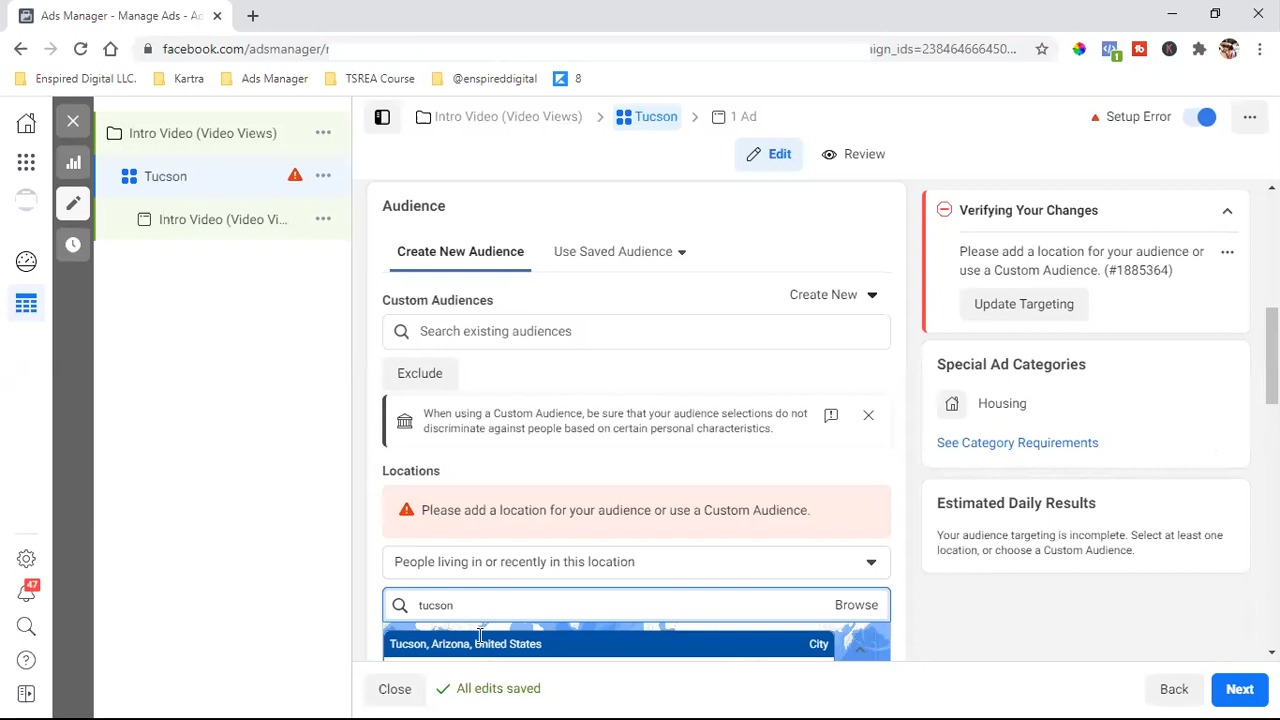 Ads Manager - Manage Ads - Ad
facebook.com/adsmanager/r
ign_ids=238464666450...
Enspired Digital LLC.
Kartra
Ads Manager
TSREA Course
@enspireddigital
8
1
Intro Video (Video Views)
Tucson
Intro Video (Video Vi...
47
Intro Video (Video Views)
Tucson
1 Ad
Setup Error
Edit
Review
Audience
Create New Audience
Use Saved Audience
Custom Audiences
Create New
Search existing audiences
Exclude
When using a Custom Audience, be sure that your audience selections do not
discriminate against people based on certain personal characteristics.
Locations
Please add a location for your audience or use a Custom Audience.
People living in or recently in this location
tucson
Browse
Tucson, Arizona, United States
City
Close
All edits saved
Back
Next
Verifying Your Changes
Please add a location for your audience or
use a Custom Audience. (#1885364)
Update Targeting
Special Ad Categories
Housing
See Category Requirements
Estimated Daily Results
Your audience targeting is incomplete. Select at least one
location, or choose a Custom Audience.